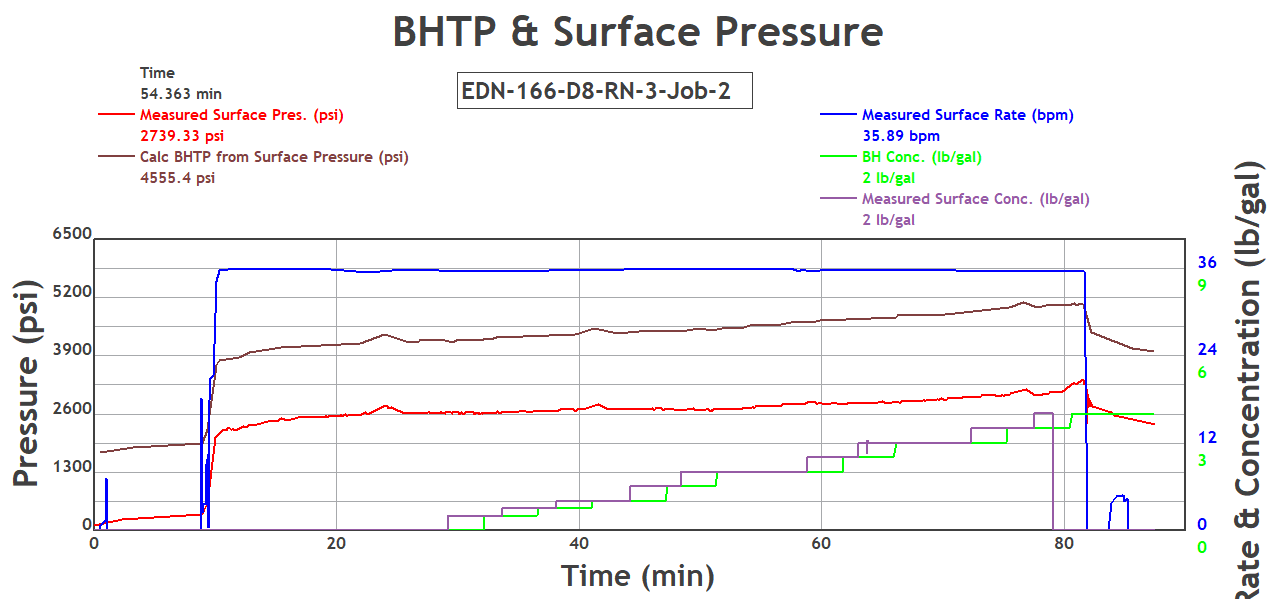 BHTP & Surface Pressure
EDN-166-D8-RN-3-Job-2
Time
54.363 min
Measured Surface Pres. (psi)
2739.33 psi
Calc BHTP from Surface Pressure (psi)
4555.4 psi
Measured Surface Rate (bpm)
35.89 bpm
BH Conc. (lb/gal)
2 lb/gal
Measured Surface Conc. (lb/gal)
2 lb/gal
Pressure (psi)
6500
5200
3900
2600
1300
0
36
9
24
6
12
3
0
0
Rate & Concentration (lb/gal)
0
20
40
60
80
Time (min)